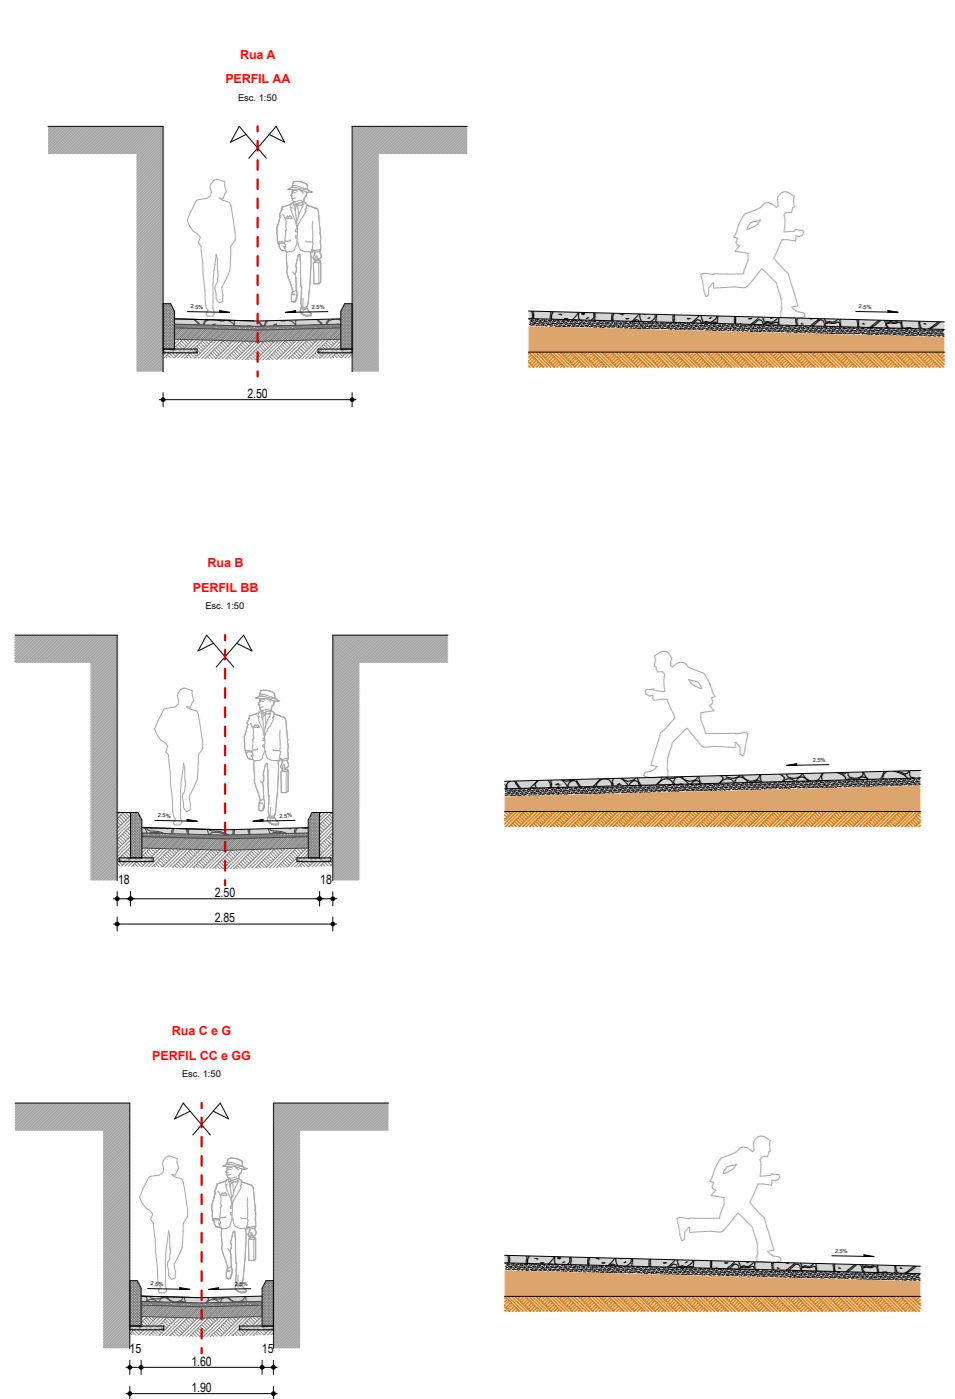 Rua A
PERFIL AA
Esc. 1:50
2.5% 2.5%
2.5%
2.50
Rua B
PERFIL BB
Esc. 1:50
2.5%
2.5% 2.5%
18 2.50 18
2.85
Rua C e G
PERFIL CC e GG
Esc. 1:50
2.5%
2.5% 2.5%
15 1.60 15
1.90